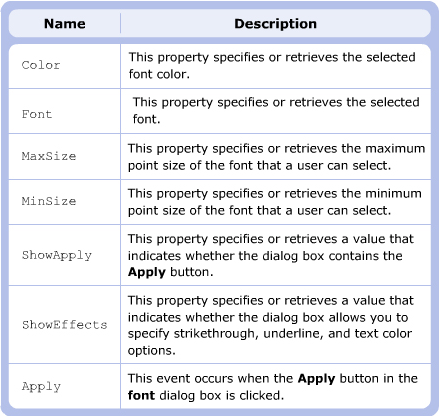 Name Description
Color This property specifies or retrieves the selected
font color.
Font This property specifies or retrieves the selected
font.
MaxSize This property specifies or retrieves the maximum
point size of the font that a user can select.
MinSize This property specifies or retrieves the minimum
point size of the font that a user can select.
ShowApply This property specifies or retrieves a value that
indicates whether the dialog box contains the
Apply button.
ShowEffects This property specifies or retrieves a value that
indicates whether the dialog box allows you to
specify strikethrough, underline, and text color
options.
Apply This event occurs when the Apply button in the
font dialog box is clicked.